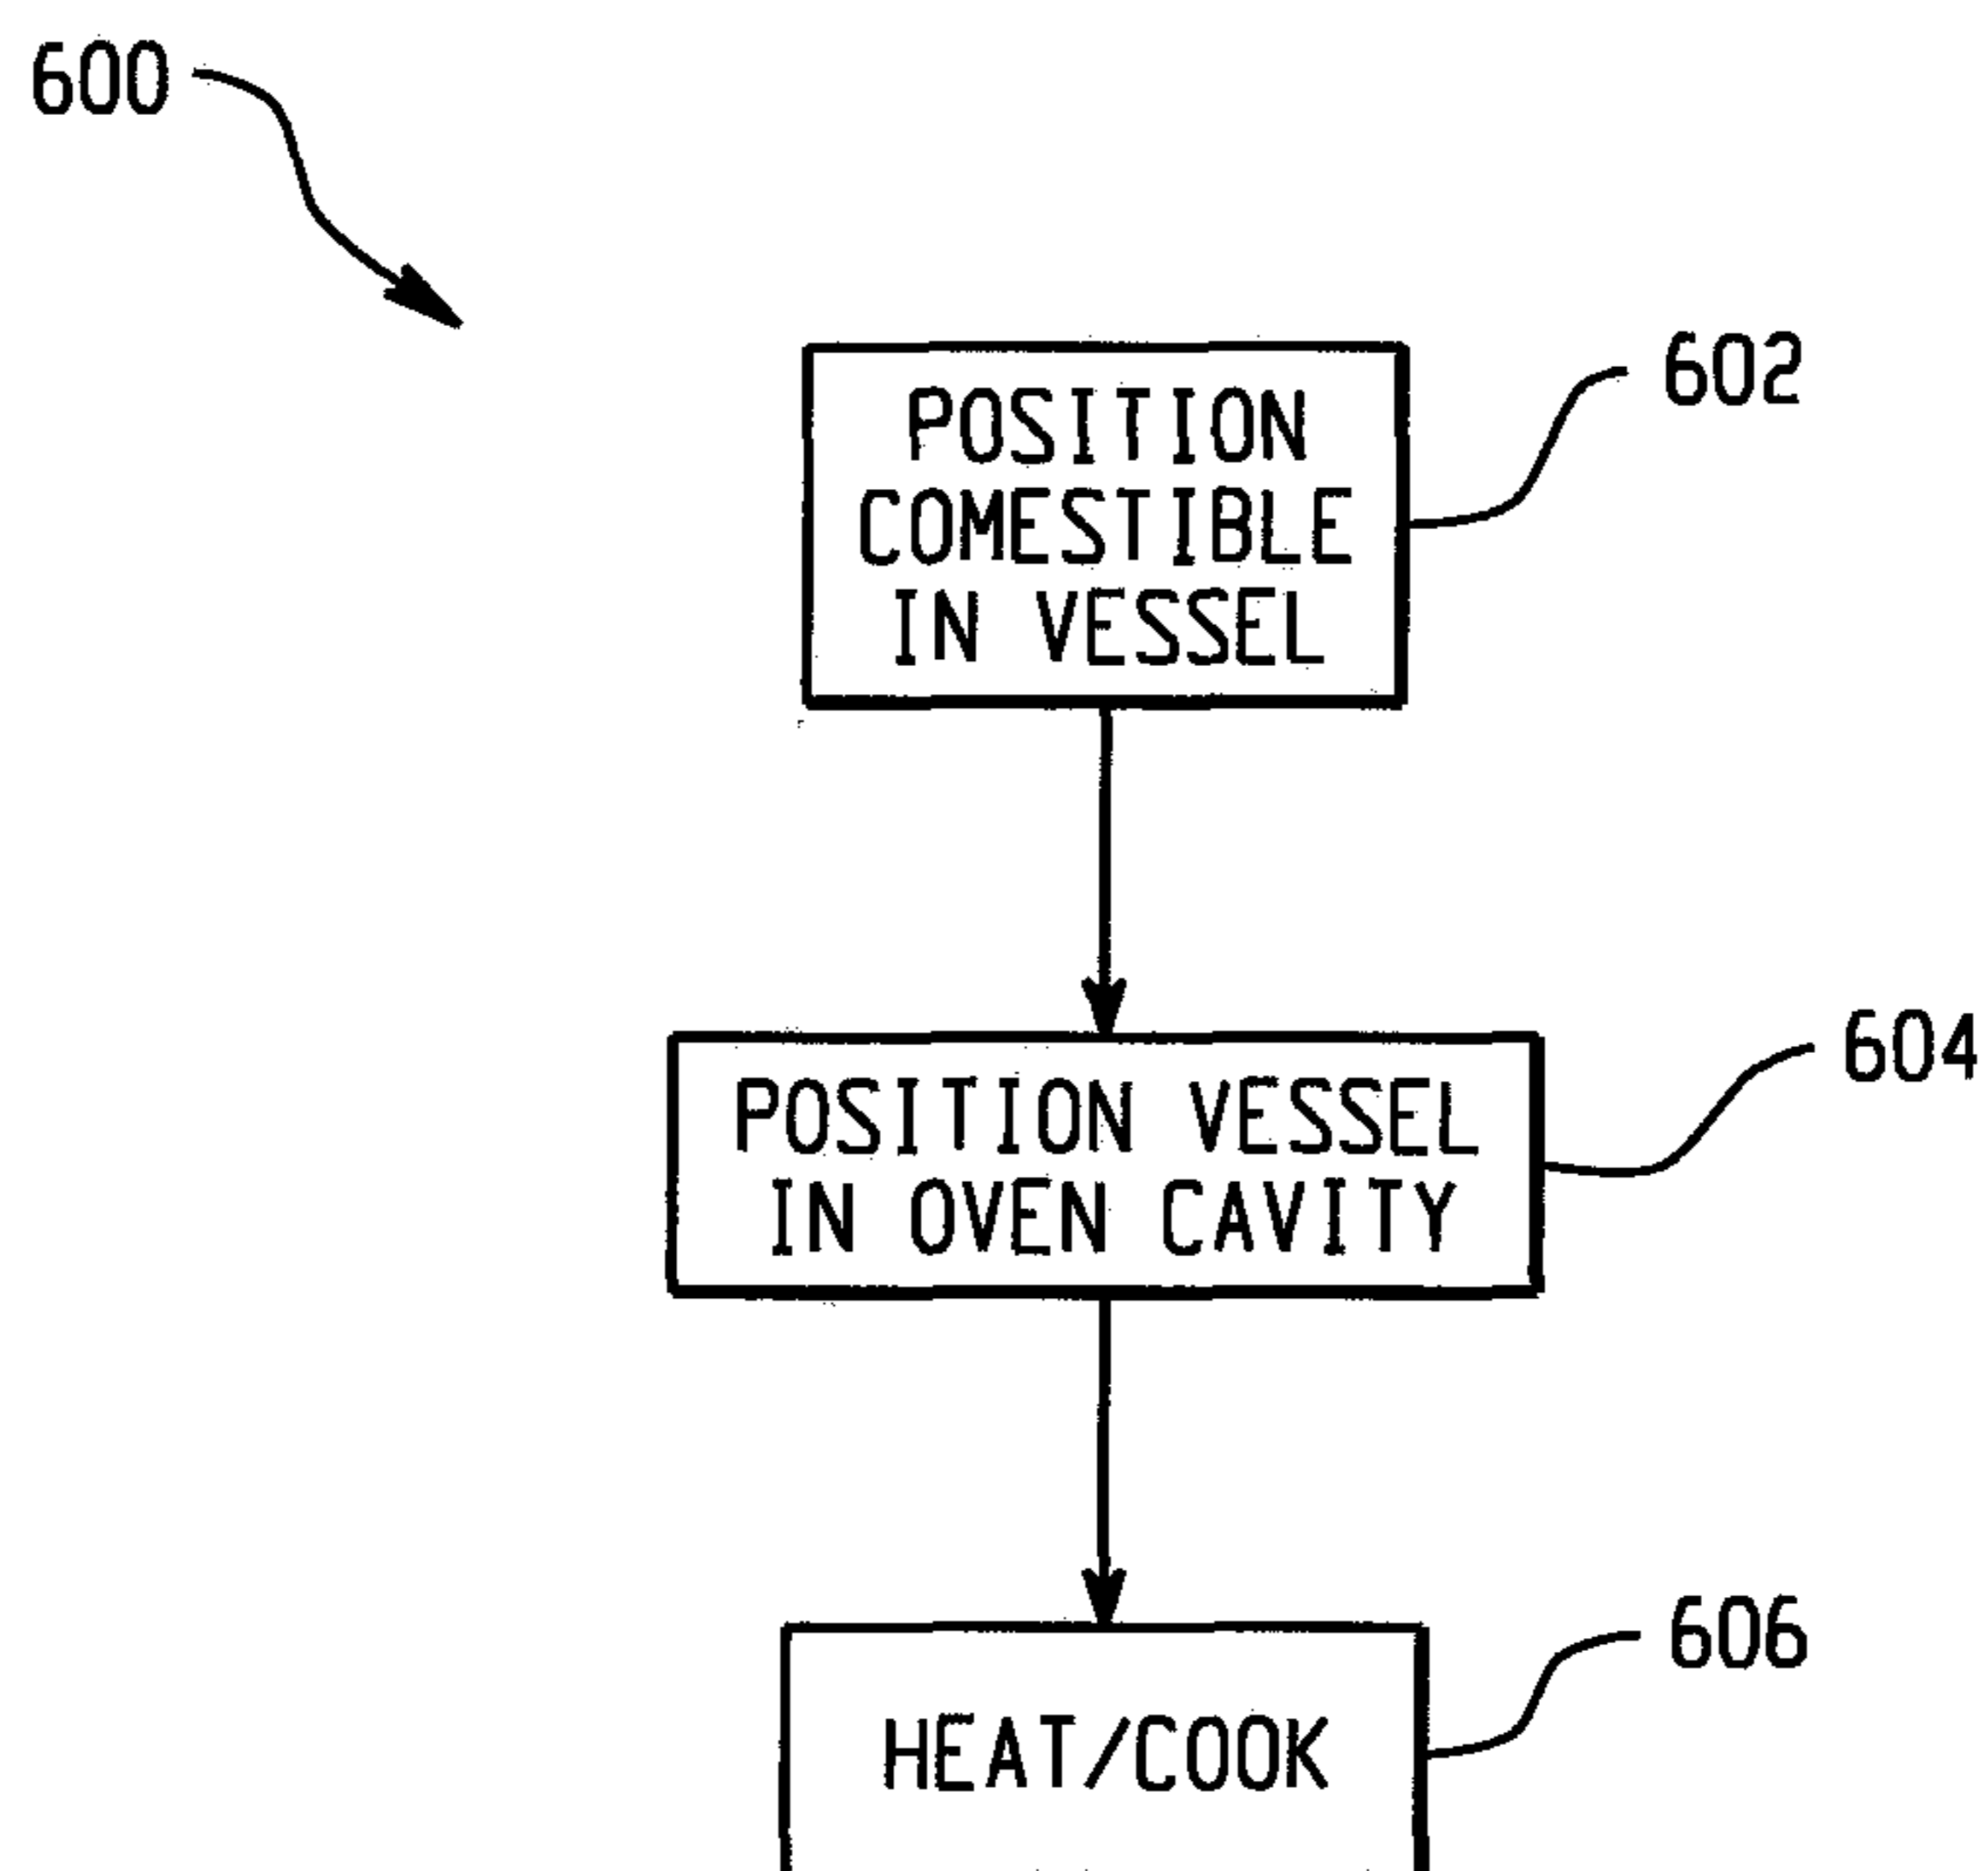 600
602
POSITION
COMESTIBLE
IN VESSEL
604
POSITION VESSEL
IN OVEN CAVITY
606
HEAT/COOK